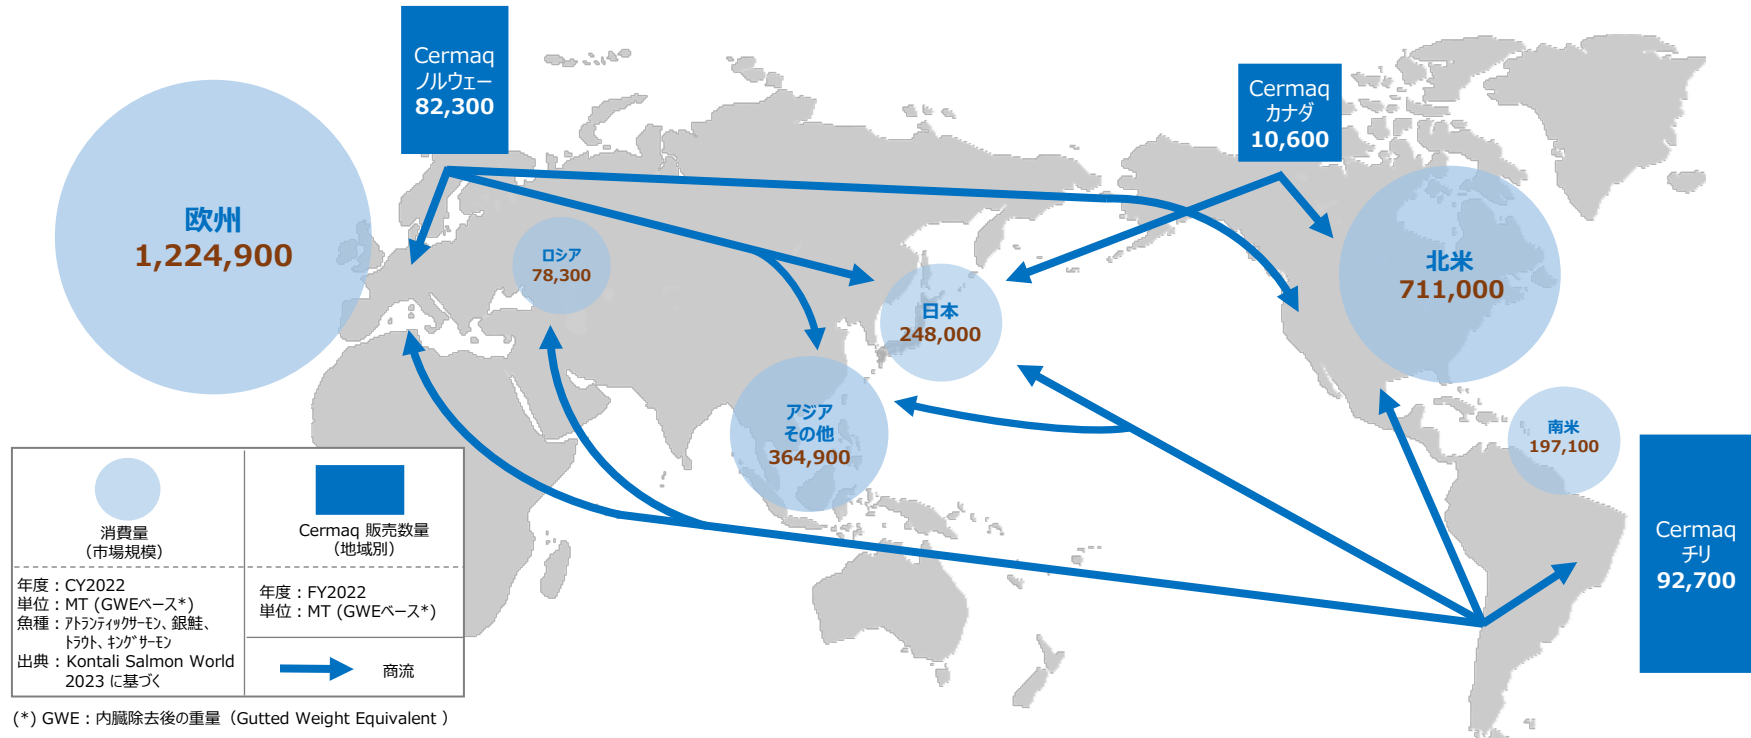 Cermaq
ノルウェー
82,300
Cermaq
カナダ
10,600
欧州
1,224,900
ロシア
78,300
北米
711,000
日本
248,000
アジア
その他
364,900
南米
197,100
Cermaq
チリ
92,700
消費量
（市場規模）
Cermaq 販売数量
（地域別）
年度：CY2022
単位：MT (GWEベース*)
魚種：ｱﾄﾗﾝﾃｨｯｸｻｰﾓﾝ、銀鮭、
ﾄﾗｳﾄ、ｷﾝｸﾞｻｰﾓﾝ
出典：Kontali Salmon World
2023 に基づく
年度：FY2022
単位：MT (GWEベース*)
商流
(*) GWE：内臓除去後の重量（Gutted Weight Equivalent ）